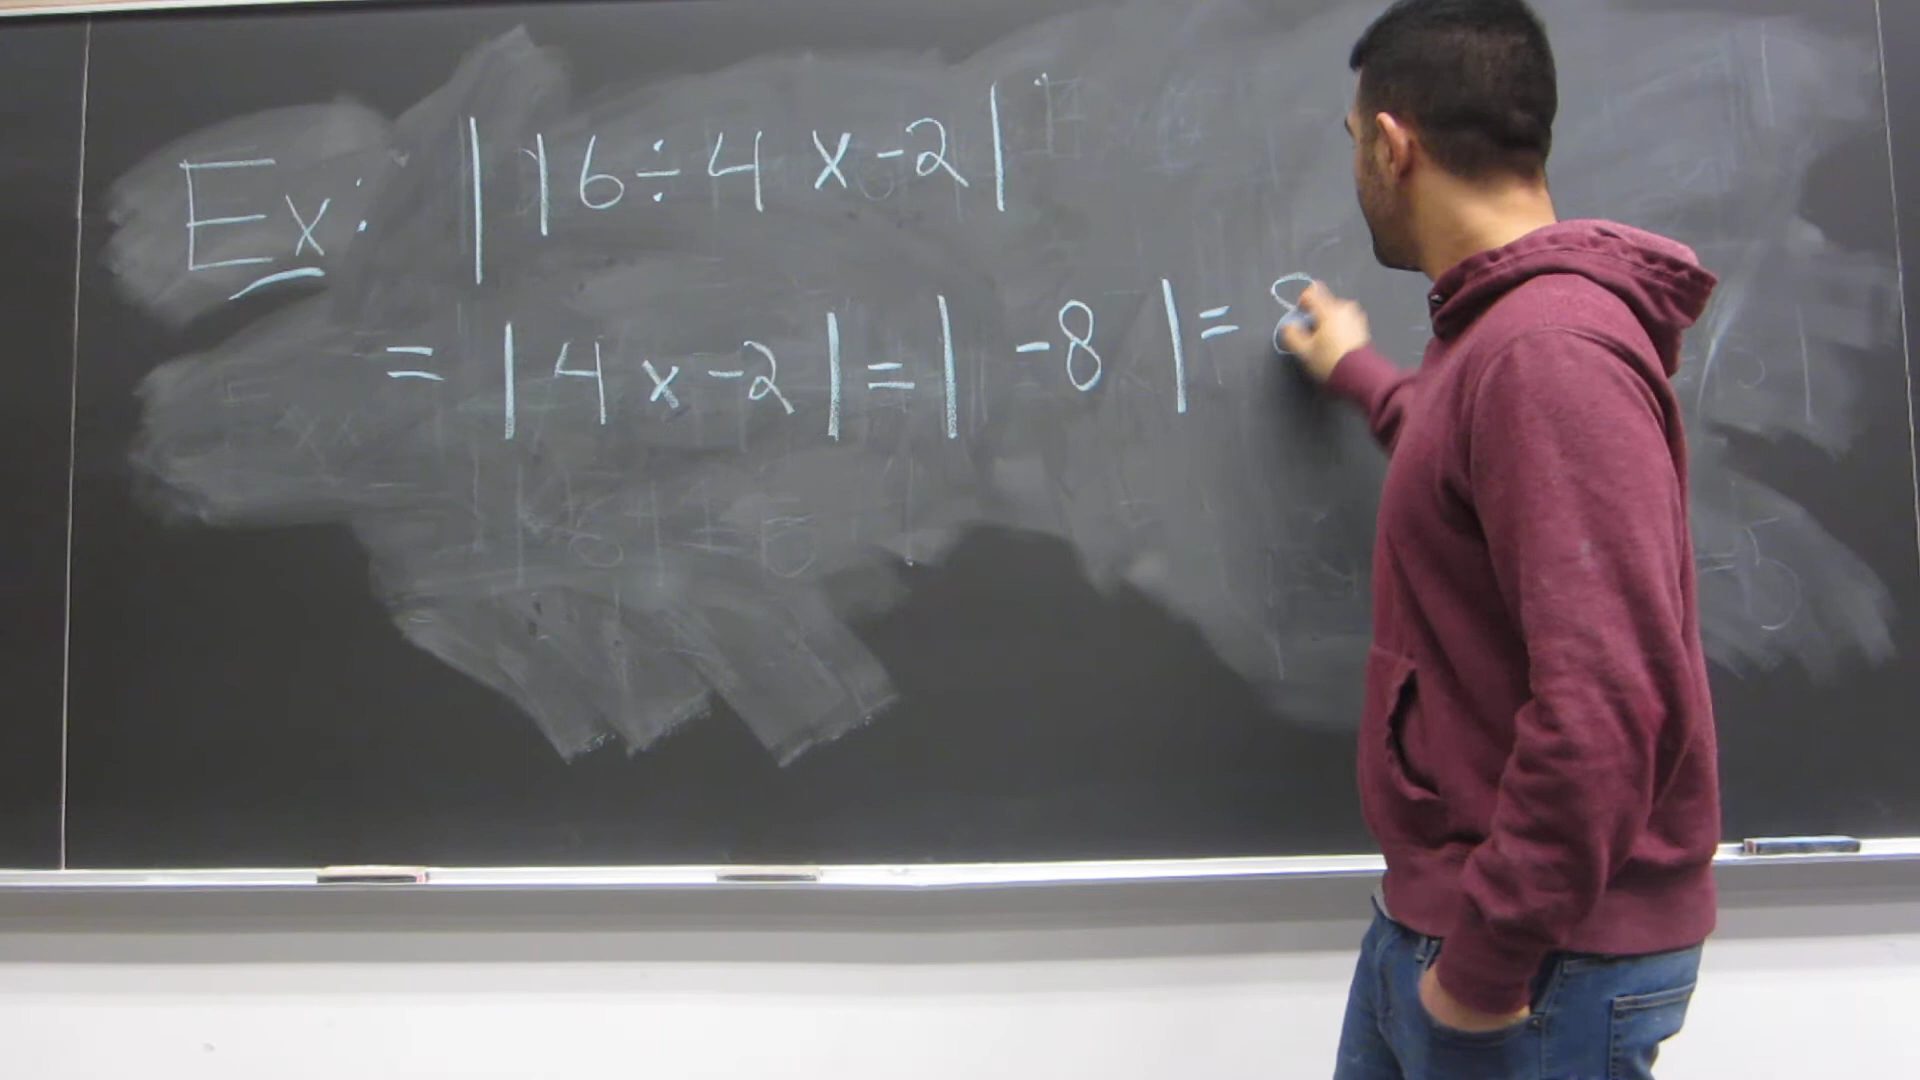 Ex: |16÷4 x -2|
= |4 x -2| = |-8| = 8